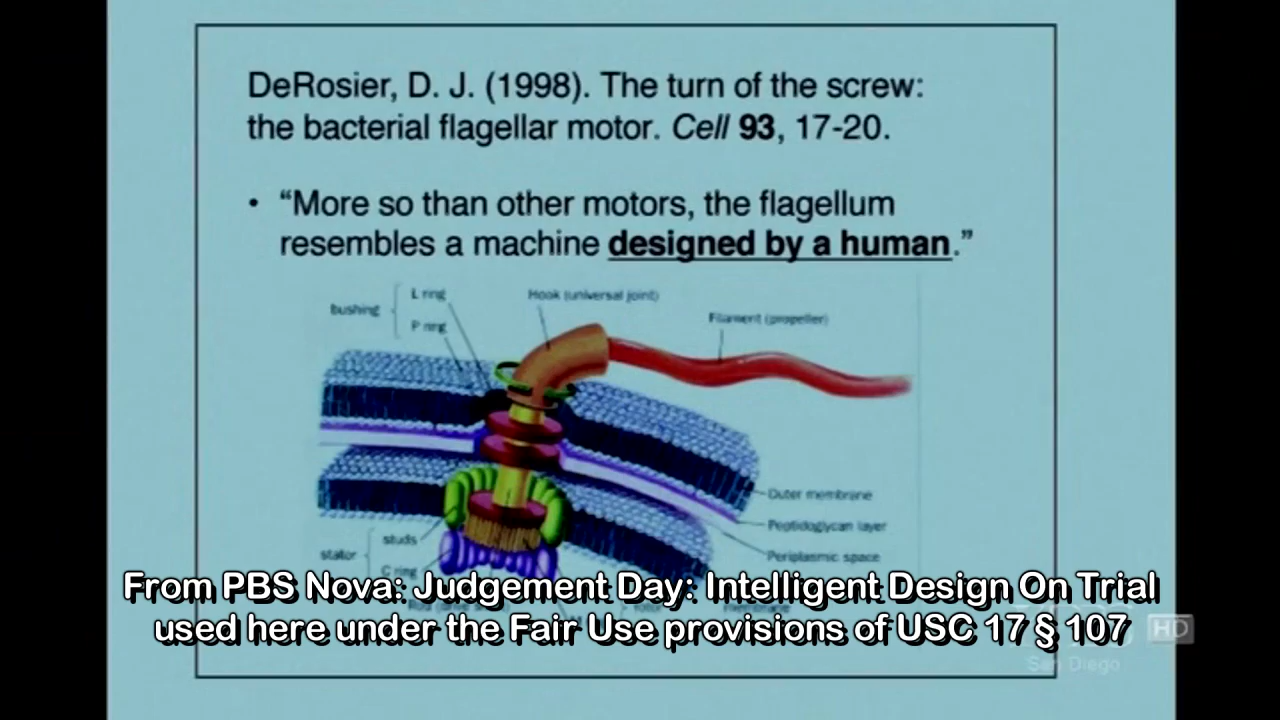 DeRosier, D. J. (1998). The turn of the screw:
the bacterial flagellar motor. Cell 93, 17-20.
• “More so than other motors, the flagellum
resembles a machine designed by a human.”
L ring
bushing
P ring
Hook (universal joint)
Filament (propeller)
Outer membrane
Peptidoglycan layer
Periplasmic space
studs
stator
C ring
From PBS Nova: Judgement Day: Intelligent Design On Trial
used here under the Fair Use provisions of USC 17 § 107
HD
San Diego